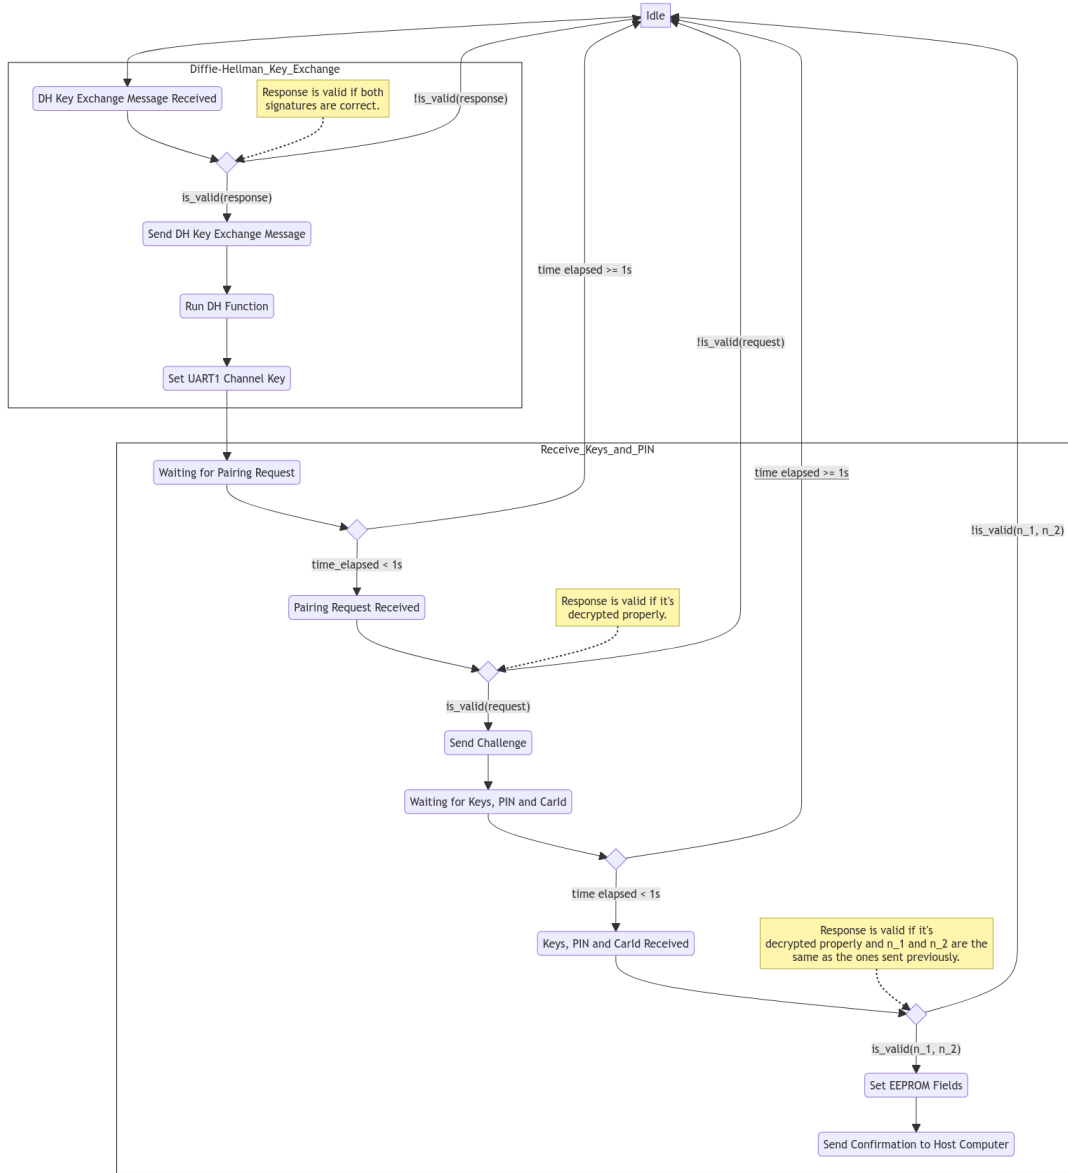 Idle
Diffie-Hellman_Key_Exchange
DH Key Exchange Message Received
Response is valid if both
signatures are correct.
!is_valid(response)
is_valid(response)
Send DH Key Exchange Message
time elapsed >= 1s
Run DH Function
!is_valid(request)
Set UART1 Channel Key
Receive_Keys_and_PIN
Waiting for Pairing Request
time elapsed >= 1s
!is_valid(n_1, n_2)
time_elapsed < 1s
Pairing Request Received
Response is valid if it's
decrypted properly.
is_valid(request)
Send Challenge
Waiting for Keys, PIN and CarId
time elapsed < 1s
Keys, PIN and CarId Received
Response is valid if it's
decrypted properly and n_1 and n_2 are the
same as the ones sent previously.
is_valid(n_1, n_2)
Set EEPROM Fields
Send Confirmation to Host Computer